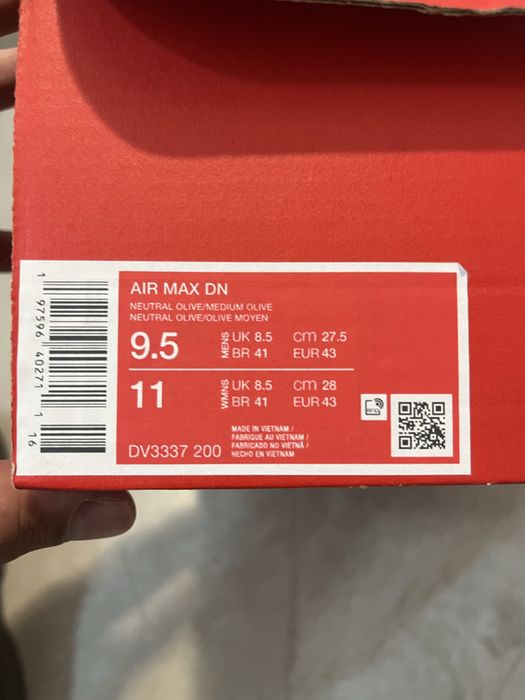 AIR MAX DN
NEUTRAL OLIVE/MEDIUM OLIVE
NEUTRAL OLIVE/OLIVE MOYEN
9.5 MENS UK 8.5 cm 27.5
BR 41 EUR 43
11 WMNS UK 8.5 cm 28
BR 41 EUR 43
DV3337 200
MADE IN VIETNAM /
FABRIQUE AU VIETNAM /
FABRICADO NO VIETNÃ /
HECHO EN VIETNAM
RFID
1 97596 40271 1
16